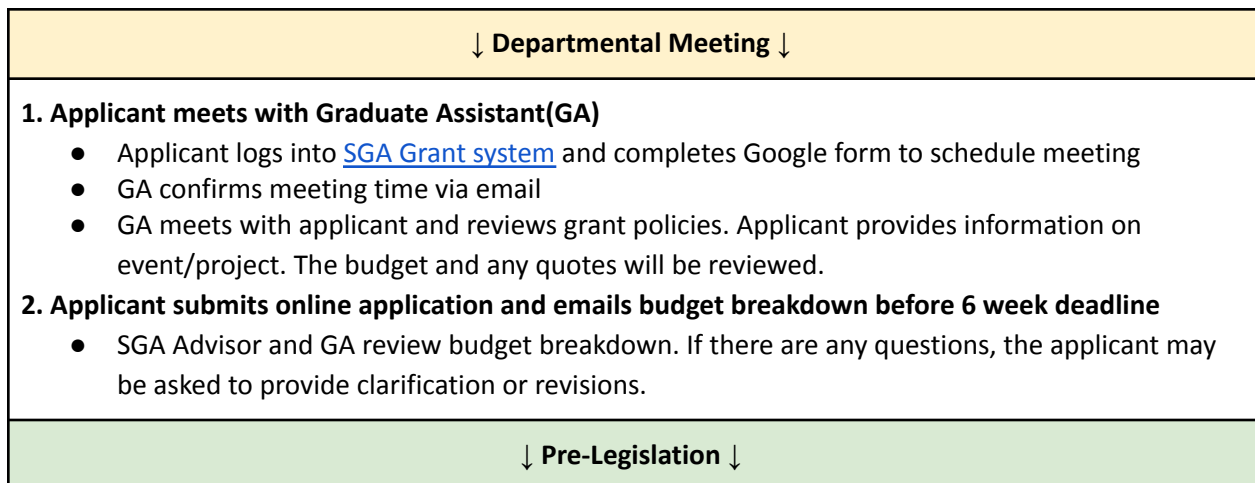 ↓ Departmental Meeting ↓
1. Applicant meets with Graduate Assistant(GA)
● Applicant logs into SGA Grant system and completes Google form to schedule meeting
● GA confirms meeting time via email
● GA meets with applicant and reviews grant policies. Applicant provides information on
event/project. The budget and any quotes will be reviewed.
2. Applicant submits online application and emails budget breakdown before 6 week deadline
● SGA Advisor and GA review budget breakdown. If there are any questions, the applicant may
be asked to provide clarification or revisions.
↓ Pre-Legislation ↓